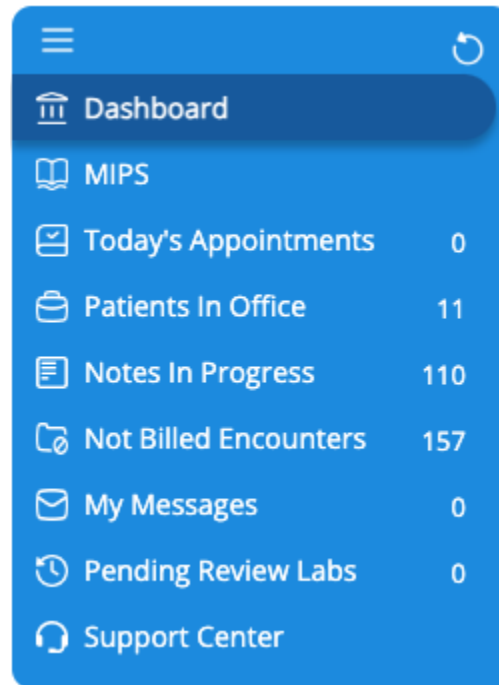 Dashboard
MIPS
Today's Appointments 0
Patients In Office 11
Notes In Progress 110
Not Billed Encounters 157
My Messages 0
Pending Review Labs 0
Support Center